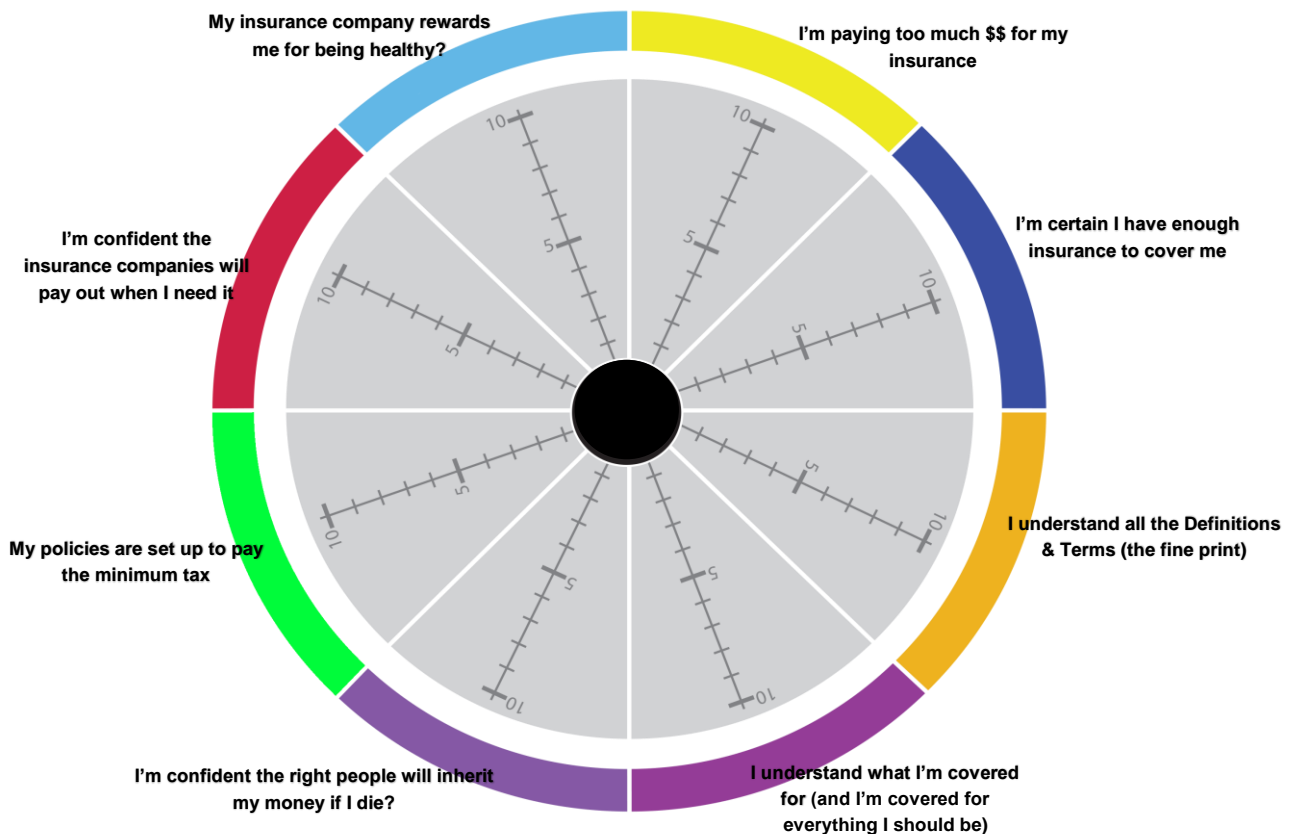 My insurance company rewards
me for being healthy?
I'm paying too much $$ for my
insurance
I'm certain I have enough
insurance to cover me
I understand all the Definitions
& Terms (the fine print)
I understand what I'm covered
for (and I'm covered for
everything I should be)
I'm confident the right people will inherit
my money if I die?
My policies are set up to pay
the minimum tax
I'm confident the
insurance companies will
pay out when I need it
10
5
10
5
10
5
10
5
10
5
10
5
10
5
10
5